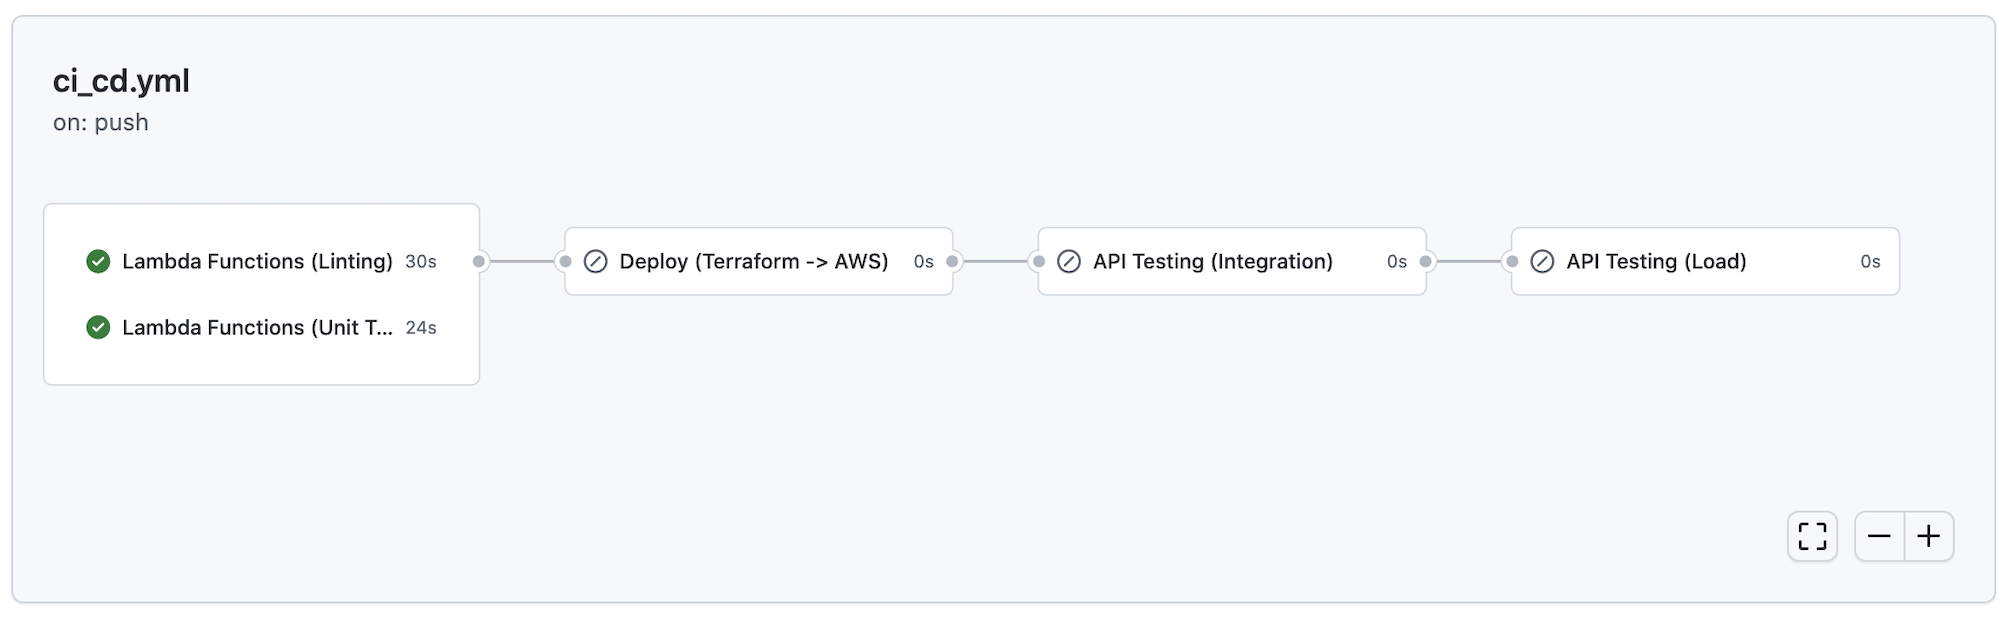 ci_cd.yml
on: push
Lambda Functions (Linting) 30s
Lambda Functions (Unit T... 24s
Deploy (Terraform -> AWS) 0s
API Testing (Integration) 0s
API Testing (Load) 0s